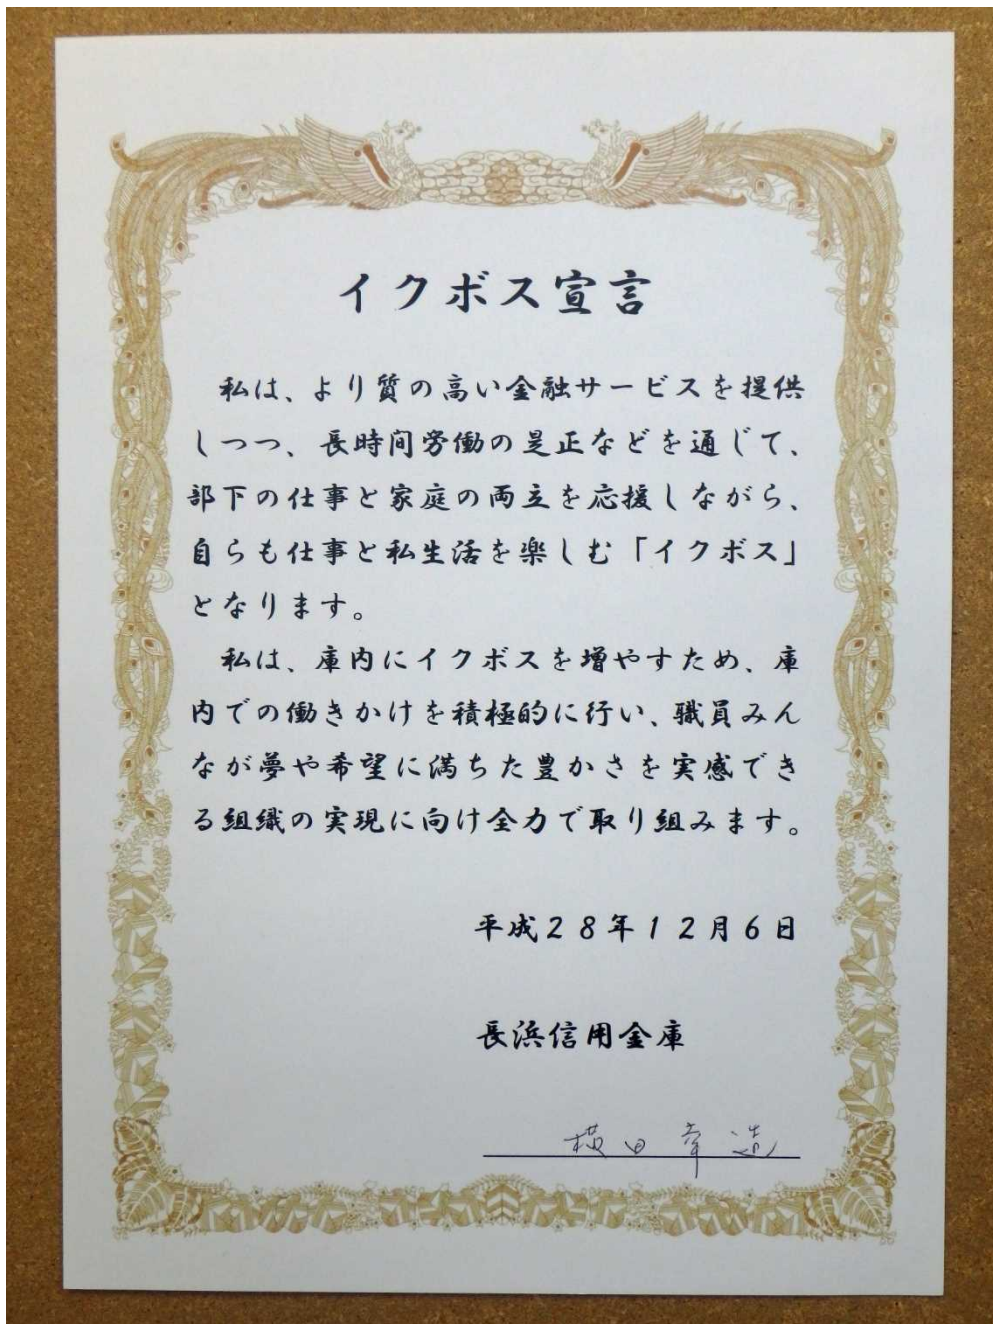 イクボス宣言
私は、より質の高い金融サービスを提供
しつつ、長時間労働の是正などを通じて、
部下の仕事と家庭の両立を応援しながら、
自らも仕事と私生活を楽しむ「イクボス」
となります。
私は、庫内にイクボスを増やすため、庫
内での働きかけを積極的に行い、職員みん
なが夢や希望に満ちた豊かさを実感でき
る組織の実現に向け全力で取り組みます。
平成28年12月6日
長浜信用金庫